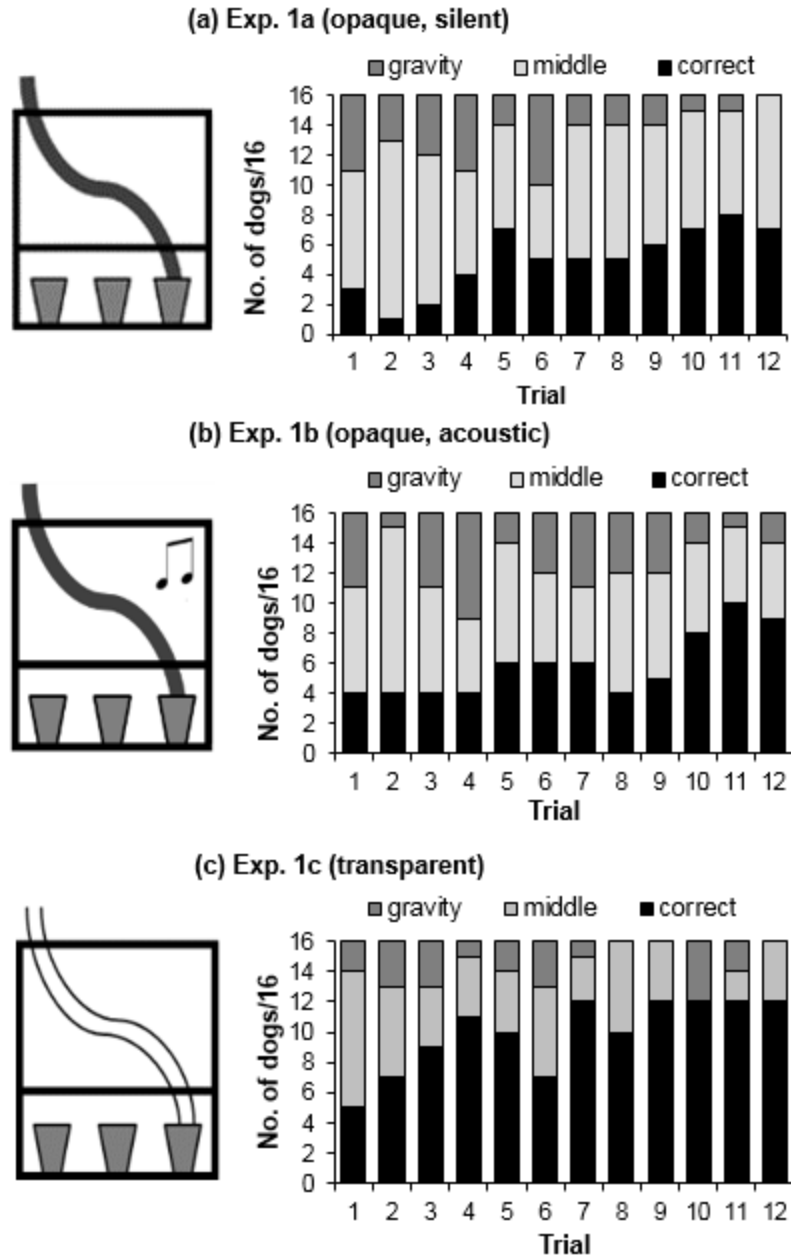 (a) Exp. 1a (opaque, silent)
gravity middle correct
No. of dogs/16
16
14
12
10
8
6
4
2
0
1 2 3 4 5 6 7 8 9 10 11 12
Trial
(b) Exp. 1b (opaque, acoustic)
gravity middle correct
No. of dogs/16
16
14
12
10
8
6
4
2
0
1 2 3 4 5 6 7 8 9 10 11 12
Trial
(c) Exp. 1c (transparent)
gravity middle correct
No. of dogs/16
16
14
12
10
8
6
4
2
0
1 2 3 4 5 6 7 8 9 10 11 12
Trial